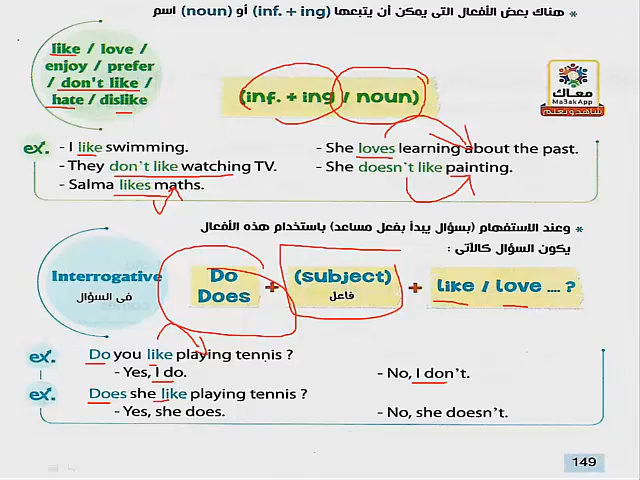 * هناك بعض الأفعال التى يمكن أن يتبعها (inf. + ing) أو (noun) اسم
like / love /
enjoy / prefer
/ don't like /
hate / dislike
(inf. + ing / noun)
معاك
Ma3akApp
شاهد و تعلم
ex. - I like swimming. - She loves learning about the past.
- They don't like watching TV. - She doesn't like painting.
- Salma likes maths.
* وعند الاستفهام (بسؤال يبدأ بفعل مساعد) باستخدام هذه الأفعال
يكون السؤال كالآتى :
Interrogative
فى السؤال
Do
Does
+
(subject)
فاعل
+
like / love .... ?
ex. Do you like playing tennis ?
- Yes, I do. - No, I don't.
ex. Does she like playing tennis ?
- Yes, she does. - No, she doesn't.
149